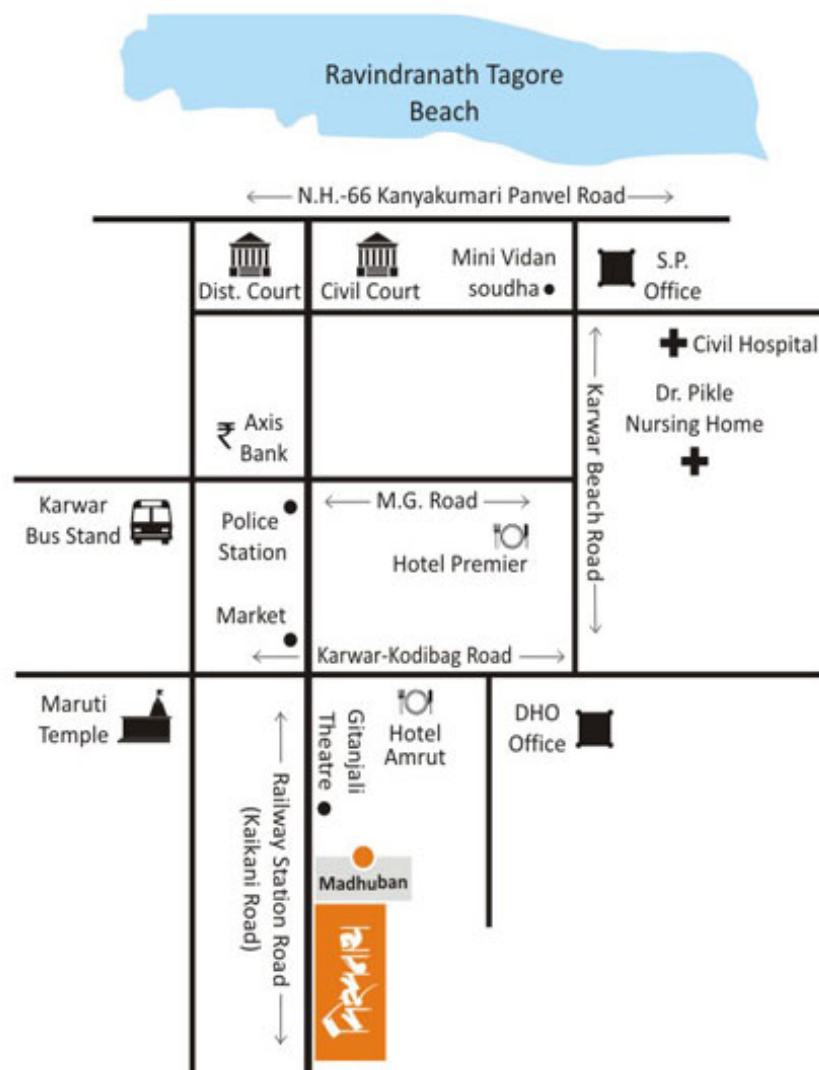 Ravindranath Tagore
Beach
N.H.-66 Kanyakumari Panvel Road
Dist. Court
Civil Court
Mini Vidan
soudha
S.P.
Office
Civil Hospital
Dr. Pikle
Nursing Home
Karwar Beach Road
₹ Axis
Bank
Karwar
Bus Stand
Police
Station
M.G. Road
Hotel Premier
Market
Karwar-Kodibag Road
Maruti
Temple
Gitanjali
Theatre
Hotel
Amrut
DHO
Office
Railway Station Road
(Kaikani Road)
Madhuban